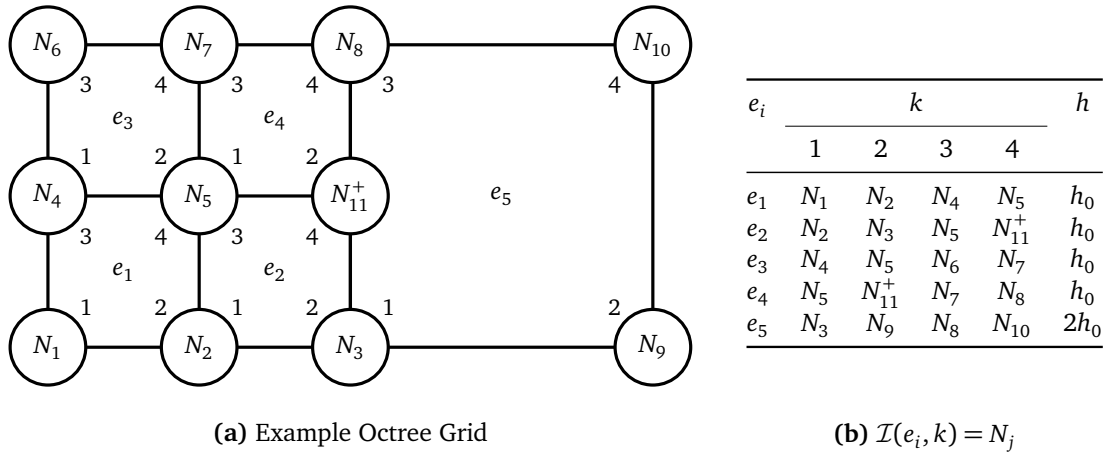 N₆ N₇ N₈ N₁₀
3 4 3 4 3 4
e₃ e₄
1 2 1 2
N₄ N₅ N₁₁⁺ e₅
3 4 3 4
e₁ e₂
1 2 1 2 1 2
N₁ N₂ N₃ N₉
(a) Example Octree Grid
eᵢ k h
1 2 3 4
e₁ N₁ N₂ N₄ N₅ h₀
e₂ N₂ N₃ N₅ N₁₁⁺ h₀
e₃ N₄ N₅ N₆ N₇ h₀
e₄ N₅ N₁₁⁺ N₇ N₈ h₀
e₅ N₃ N₉ N₈ N₁₀ 2h₀
(b) ℐ(eᵢ, k) = Nⱼ